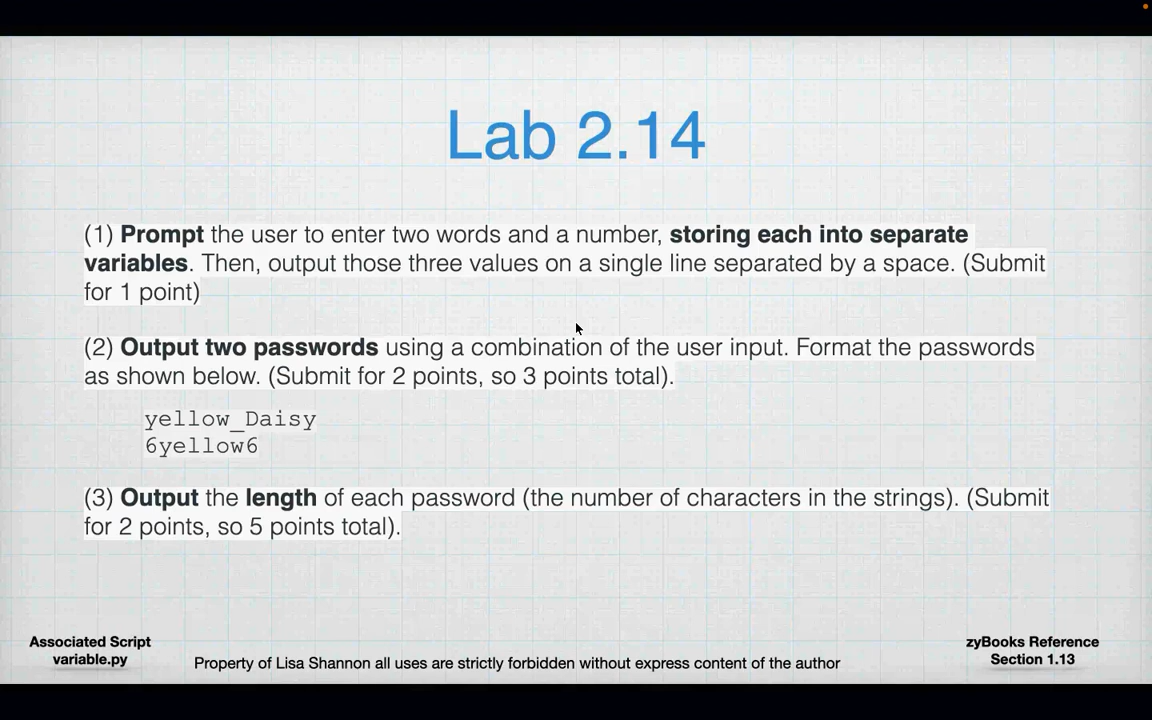 Lab 2.14
(1) Prompt the user to enter two words and a number, storing each into separate
variables. Then, output those three values on a single line separated by a space. (Submit
for 1 point)
(2) Output two passwords using a combination of the user input. Format the passwords
as shown below. (Submit for 2 points, so 3 points total).
yellow_Daisy
6yellow6
(3) Output the length of each password (the number of characters in the strings). (Submit
for 2 points, so 5 points total).
Associated Script
variable.py
Property of Lisa Shannon all uses are strictly forbidden without express content of the author
zyBooks Reference
Section 1.13